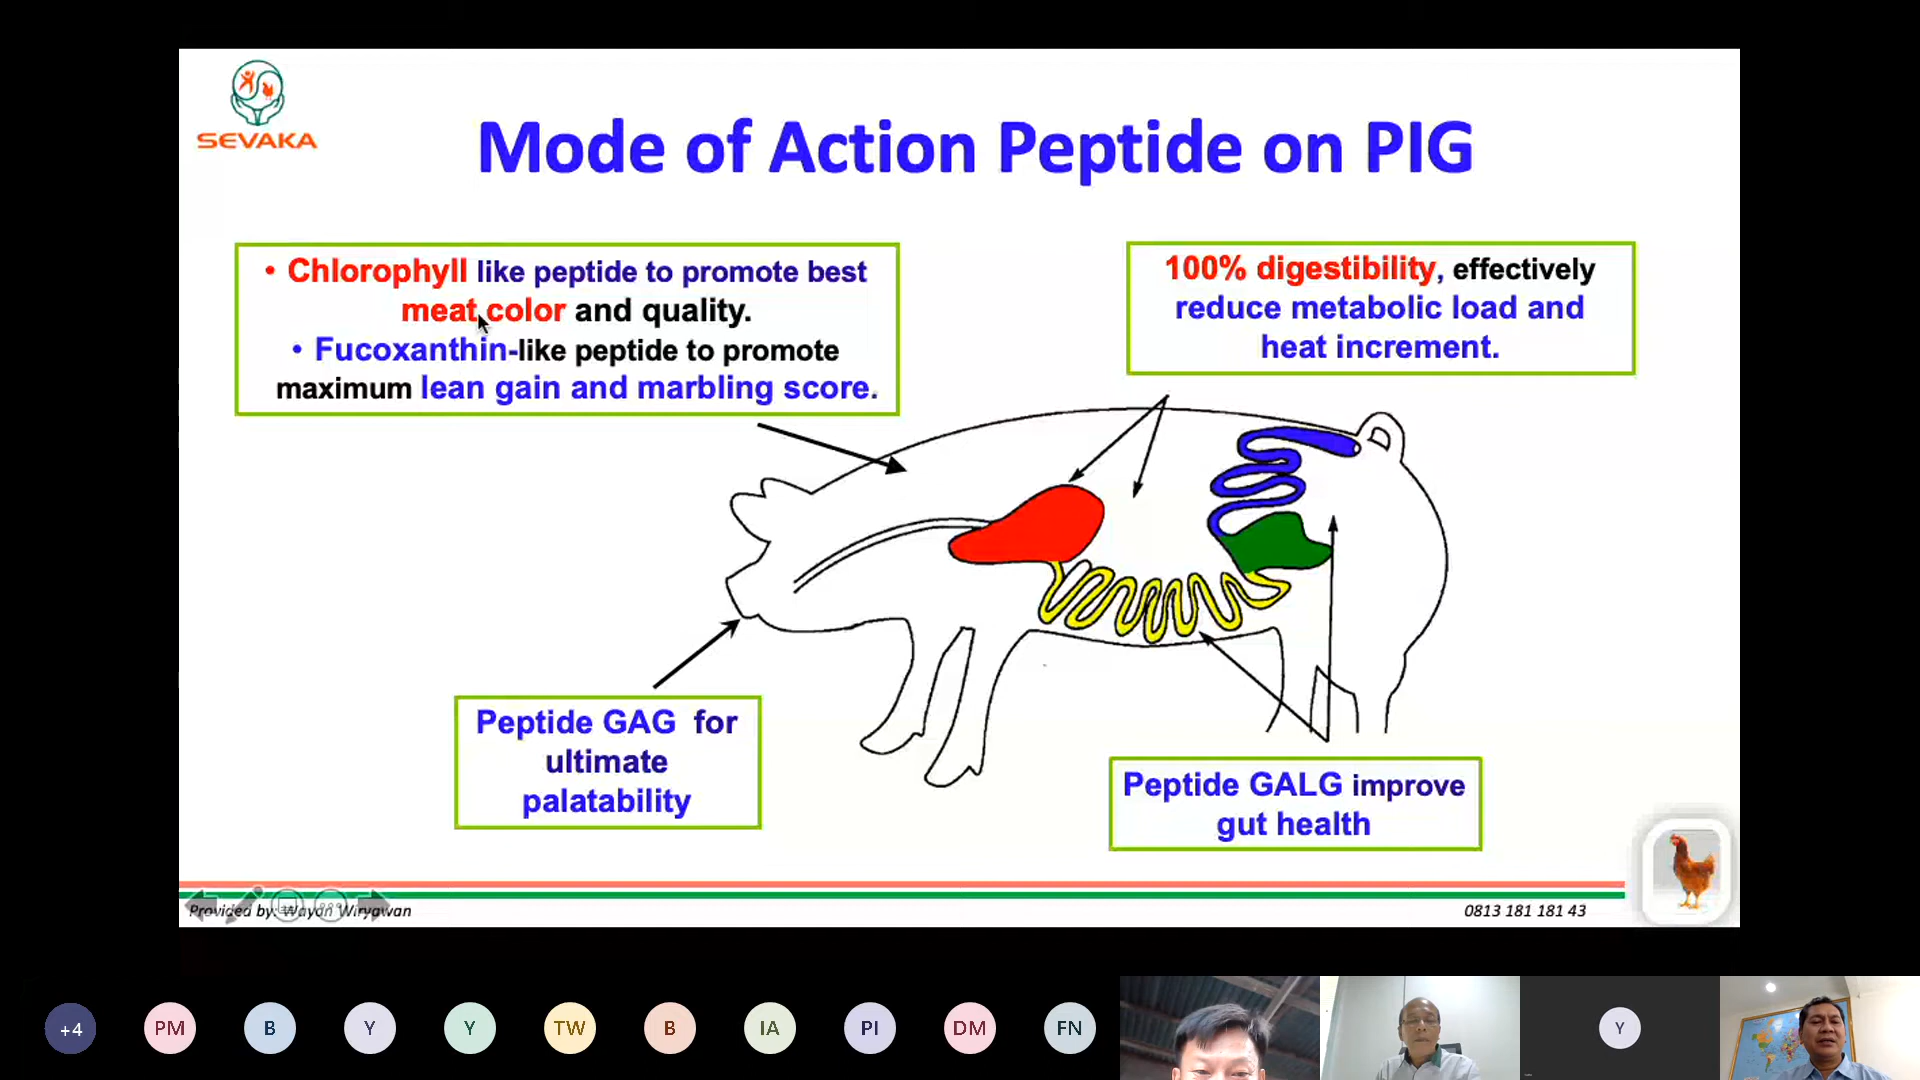 SEVAKA
Mode of Action Peptide on PIG
• Chlorophyll like peptide to promote best
meat color and quality.
• Fucoxanthin-like peptide to promote
maximum lean gain and marbling score.
100% digestibility, effectively
reduce metabolic load and
heat increment.
Peptide GAG for
ultimate
palatability
Peptide GALG improve
gut health
Provided by: Wayan Wiryawan
0813 181 181 43
+4
PM
B
Y
Y
TW
B
IA
PI
DM
FN
Y